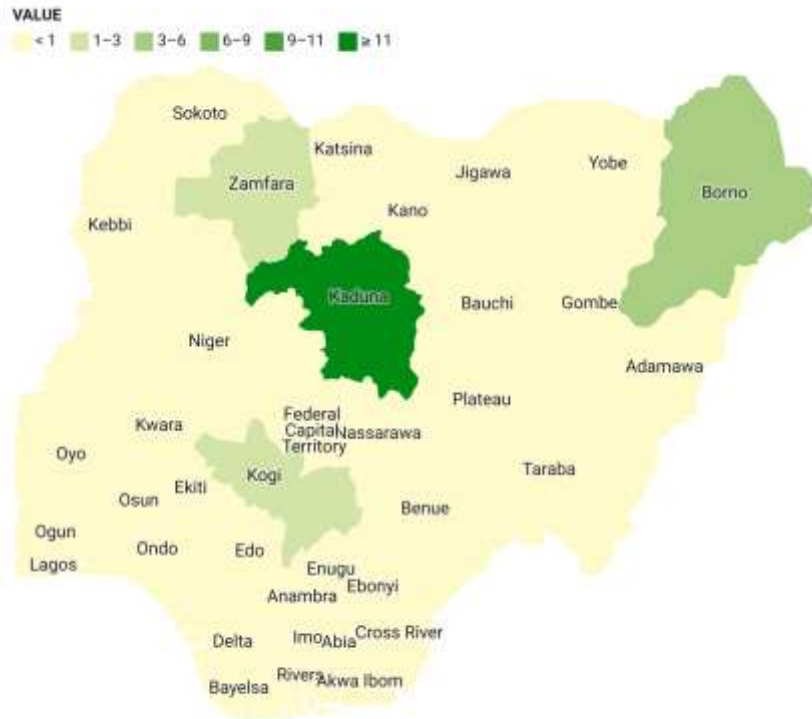 VALUE
< 1 1–3 3–6 6–9 9–11 ≥ 11
Sokoto
Katsina
Zamfara
Jigawa
Yobe
Borno
Kano
Kebbi
Kaduna
Bauchi
Gombe
Niger
Adamawa
Plateau
Federal
Capital
Territory
Nassarawa
Kwara
Oyo
Kogi
Taraba
Ekiti
Osun
Benue
Ogun
Ondo
Edo
Lagos
Enugu
Ebonyi
Anambra
Delta
Imo
Abia
Cross River
Rivers
Akwa Ibom
Bayelsa